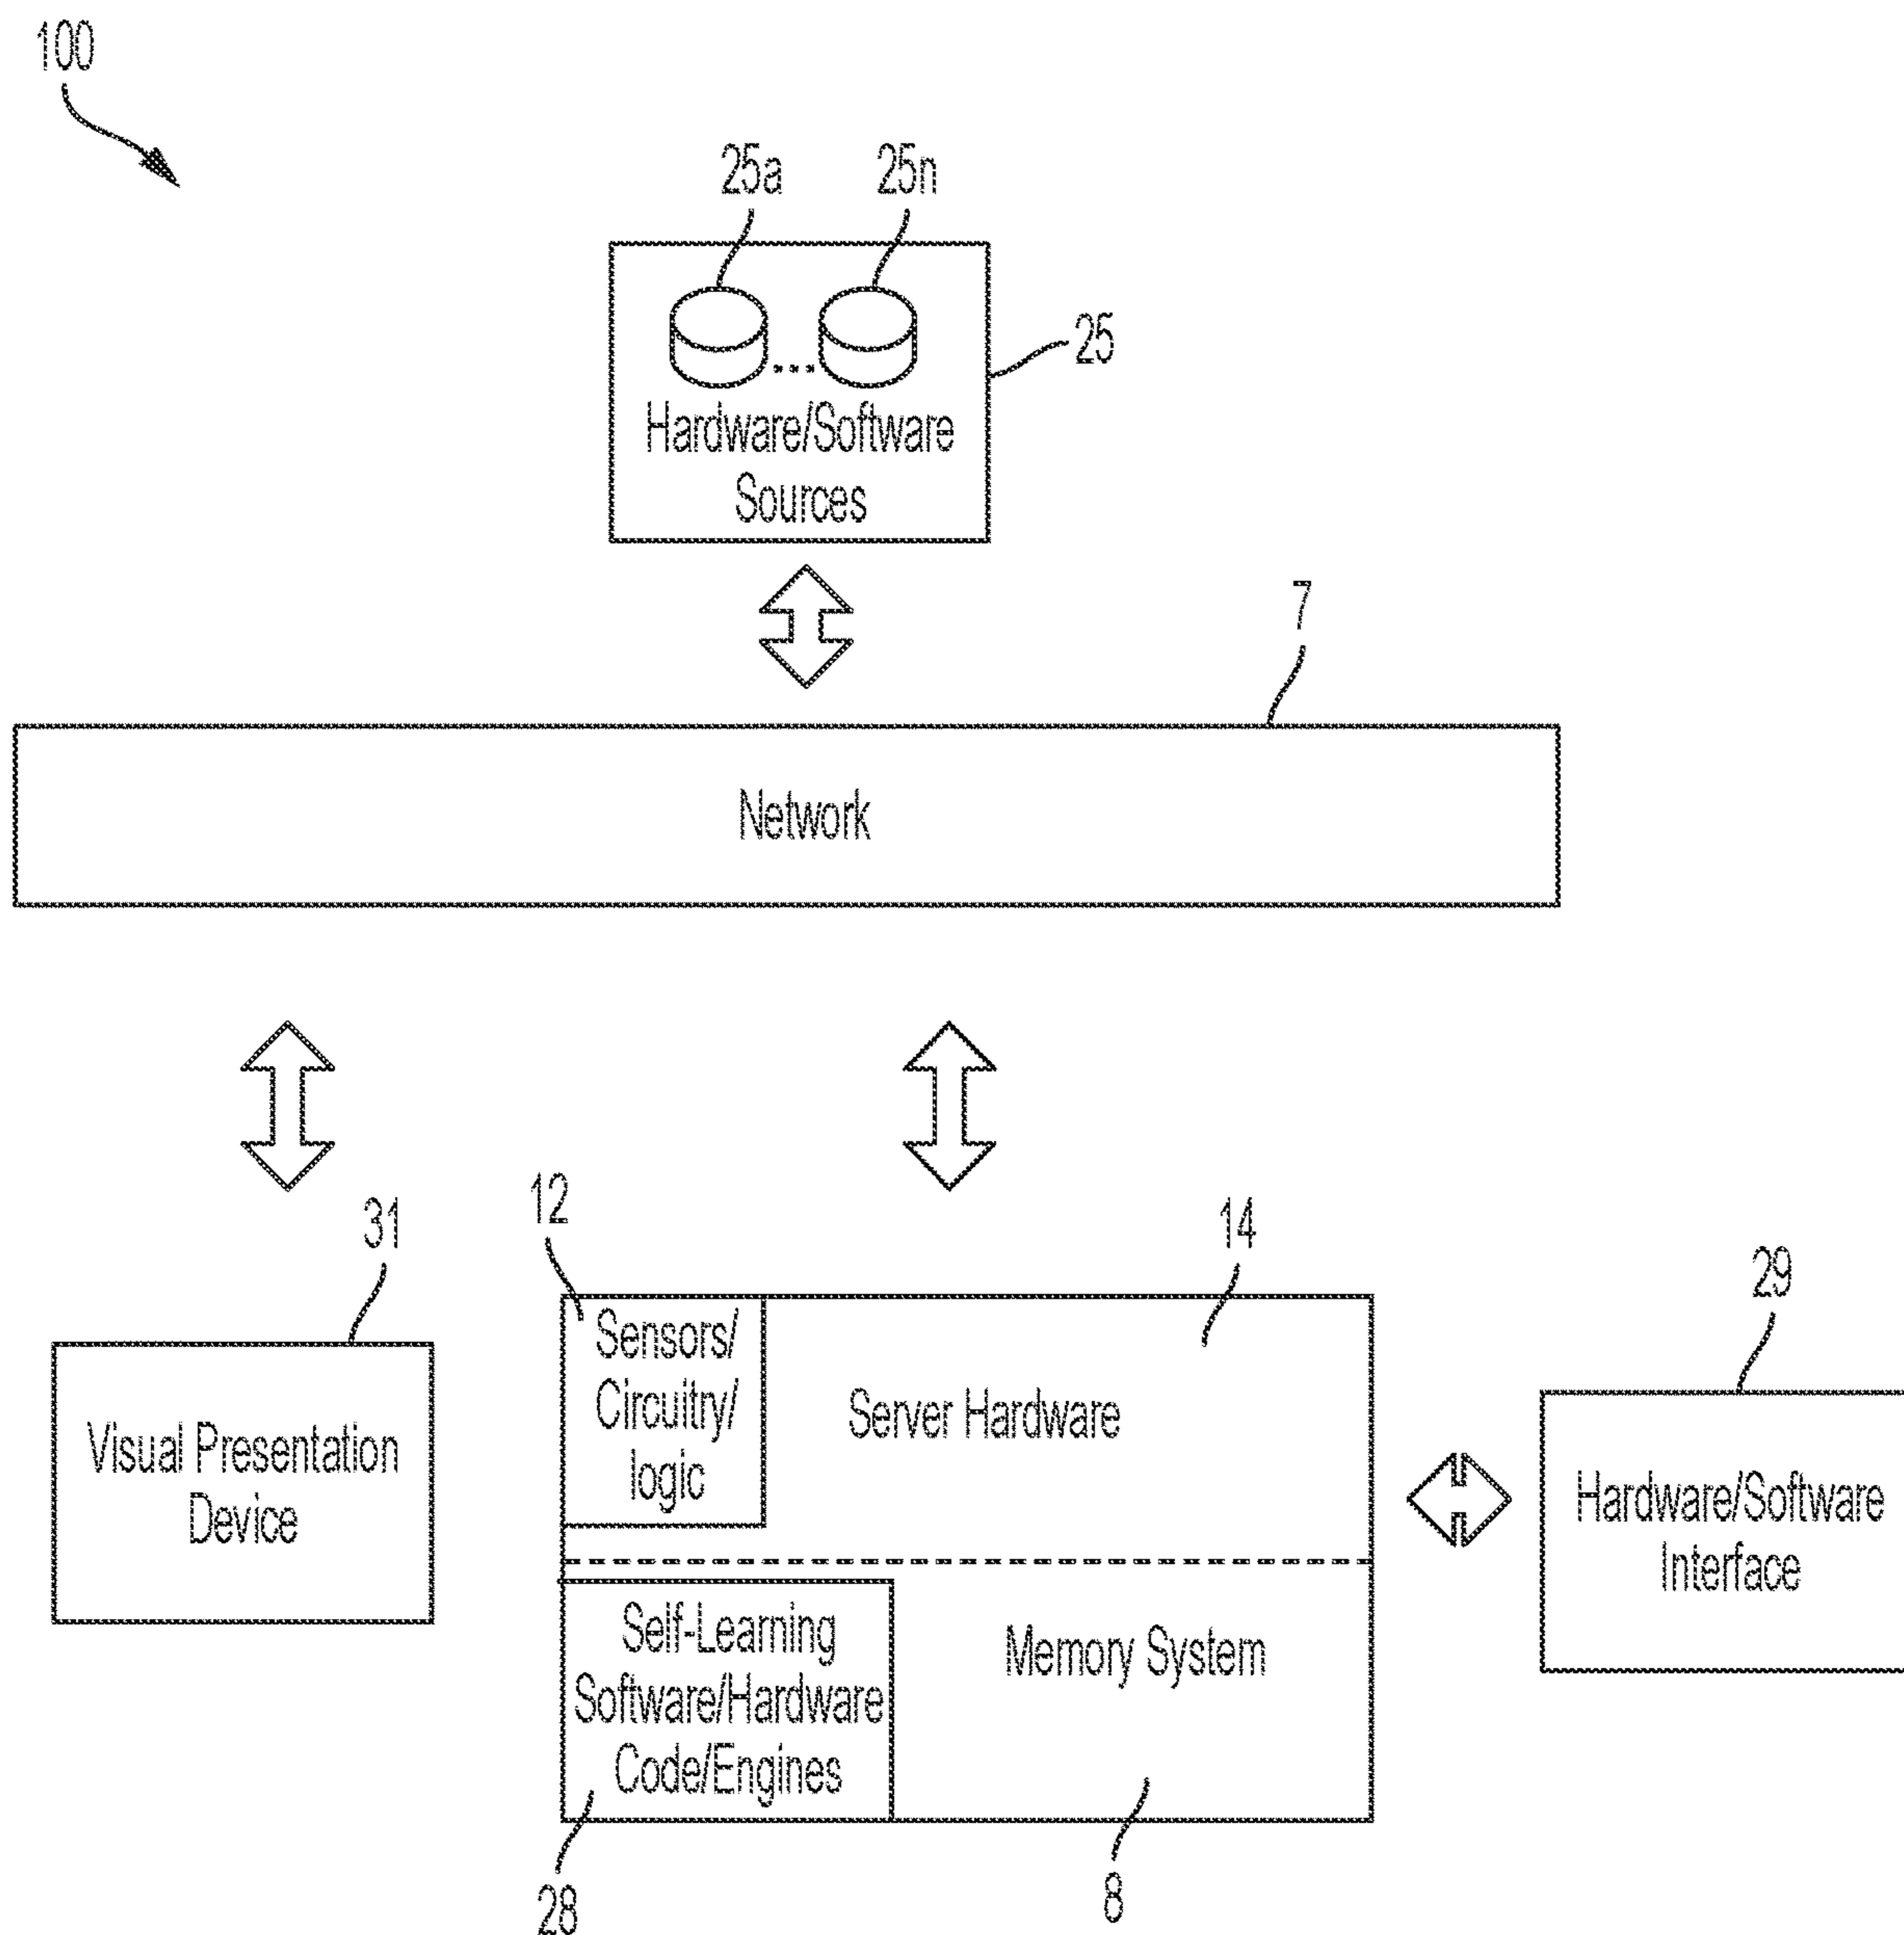 100
25a
25n
25
...
Hardware/Software
Sources
7
Network
31
12
14
29
Visual Presentation
Device
Sensors/
Circuitry/
logic
Server Hardware
Hardware/Software
Interface
Self-Learning
Software/Hardware
Code/Engines
Memory System
28
8